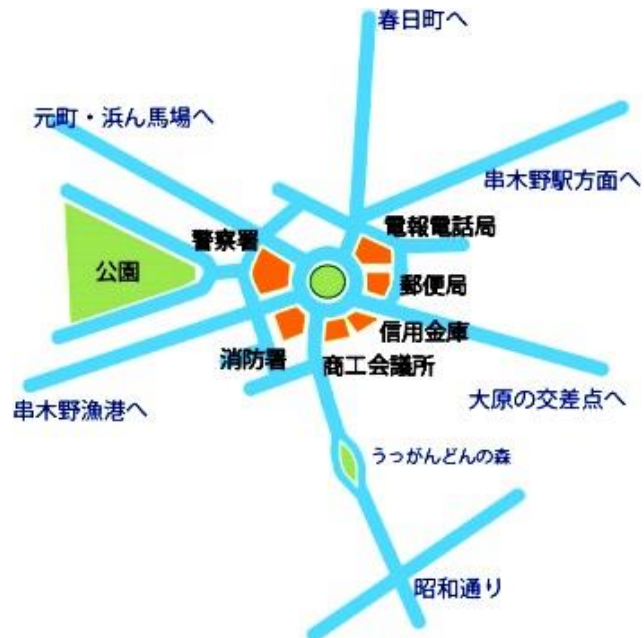 春日町へ
元町・浜ん馬場へ
串木野駅方面へ
電報電話局
警察署
公園
郵便局
信用金庫
消防署
商工会議所
大原の交差点へ
串木野漁港へ
うっがんどんの森
昭和通り